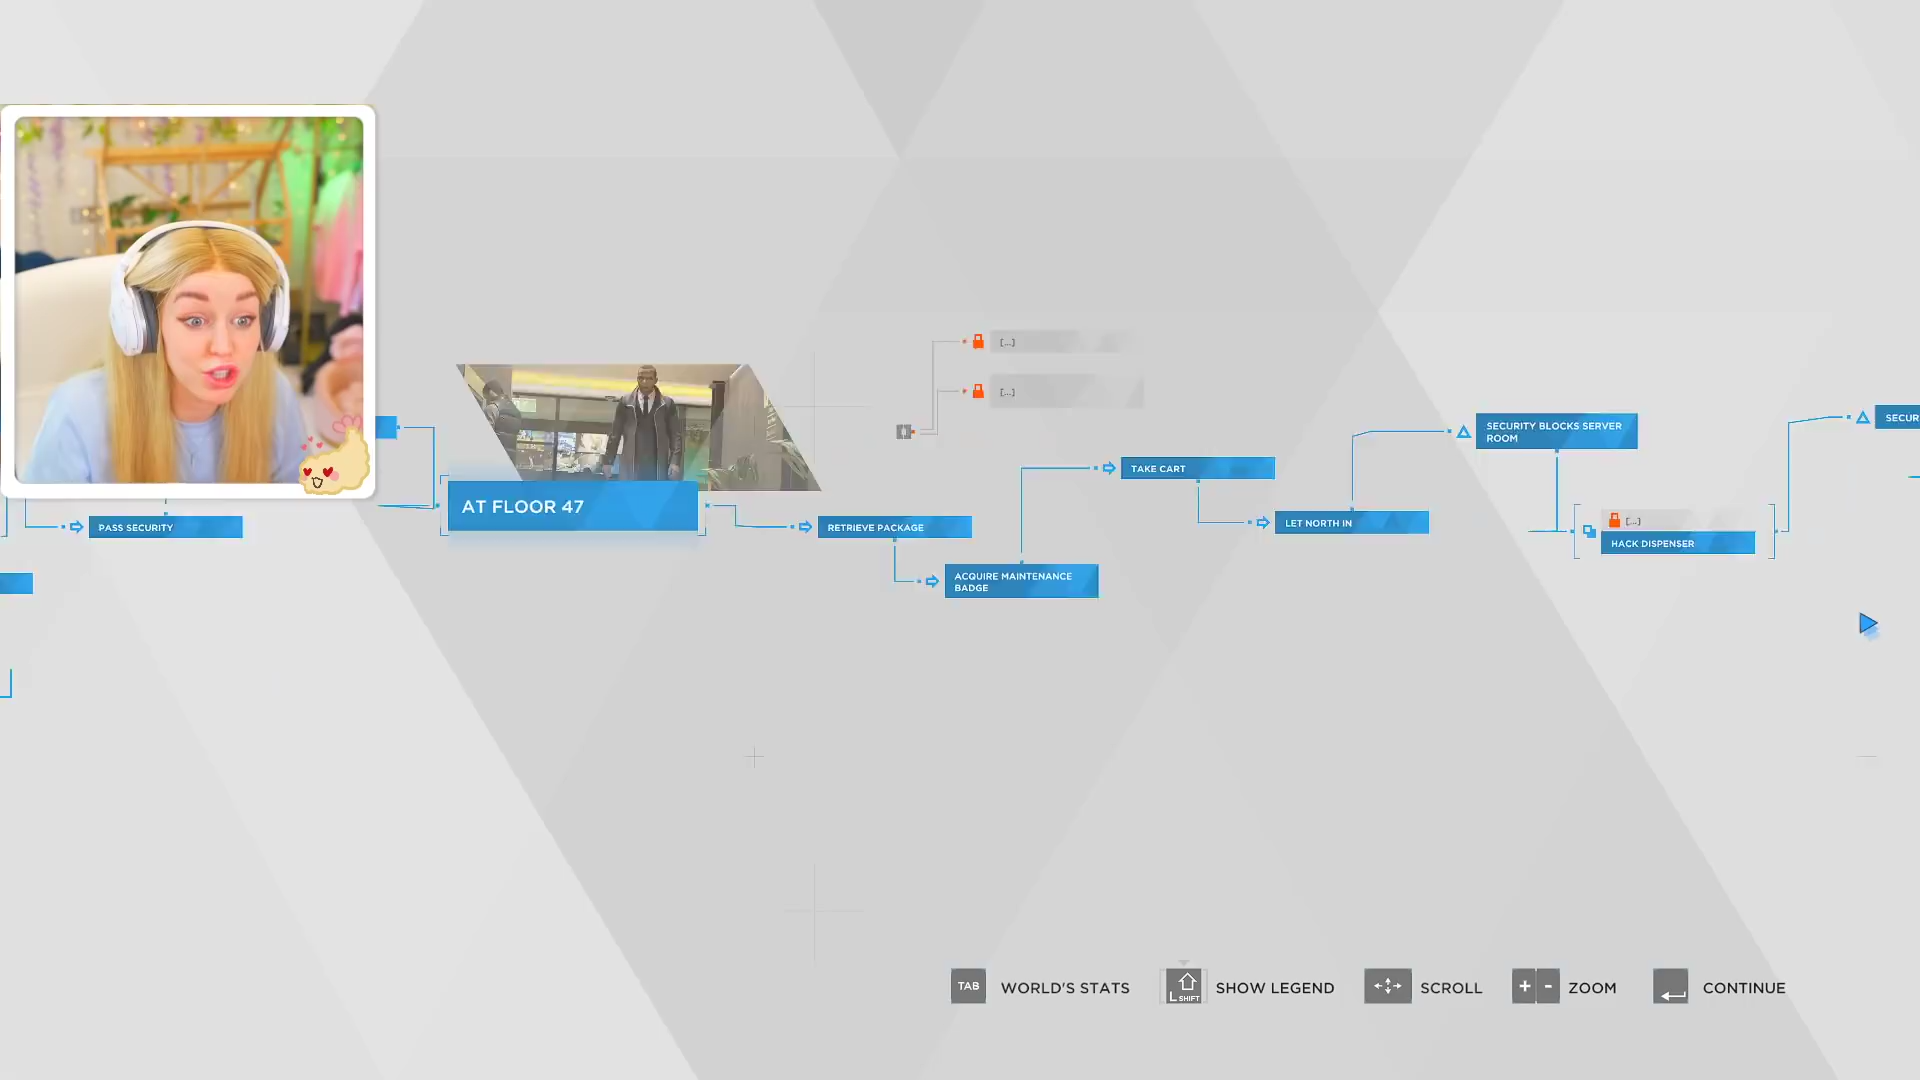 [...]
[...]
SECURITY BLOCKS SERVER
ROOM
SECUR
TAKE CART
AT FLOOR 47
PASS SECURITY
RETRIEVE PACKAGE
LET NORTH IN
[...]
HACK DISPENSER
ACQUIRE MAINTENANCE
BADGE
TAB WORLD'S STATS
L SHIFT SHOW LEGEND
SCROLL
+ - ZOOM
CONTINUE